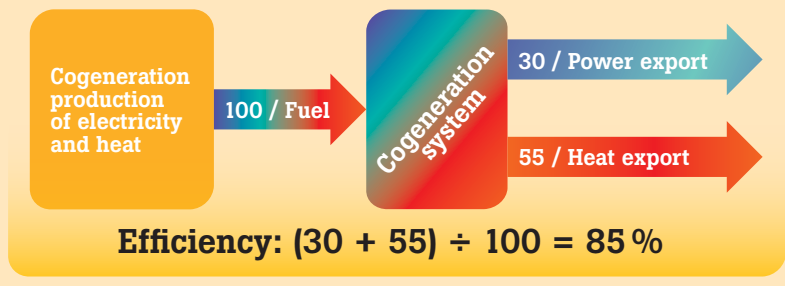 Cogeneration
production
of electricity
and heat
100 / Fuel
Cogeneration
system
30 / Power export
55 / Heat export
Efficiency: (30 + 55) ÷ 100 = 85 %